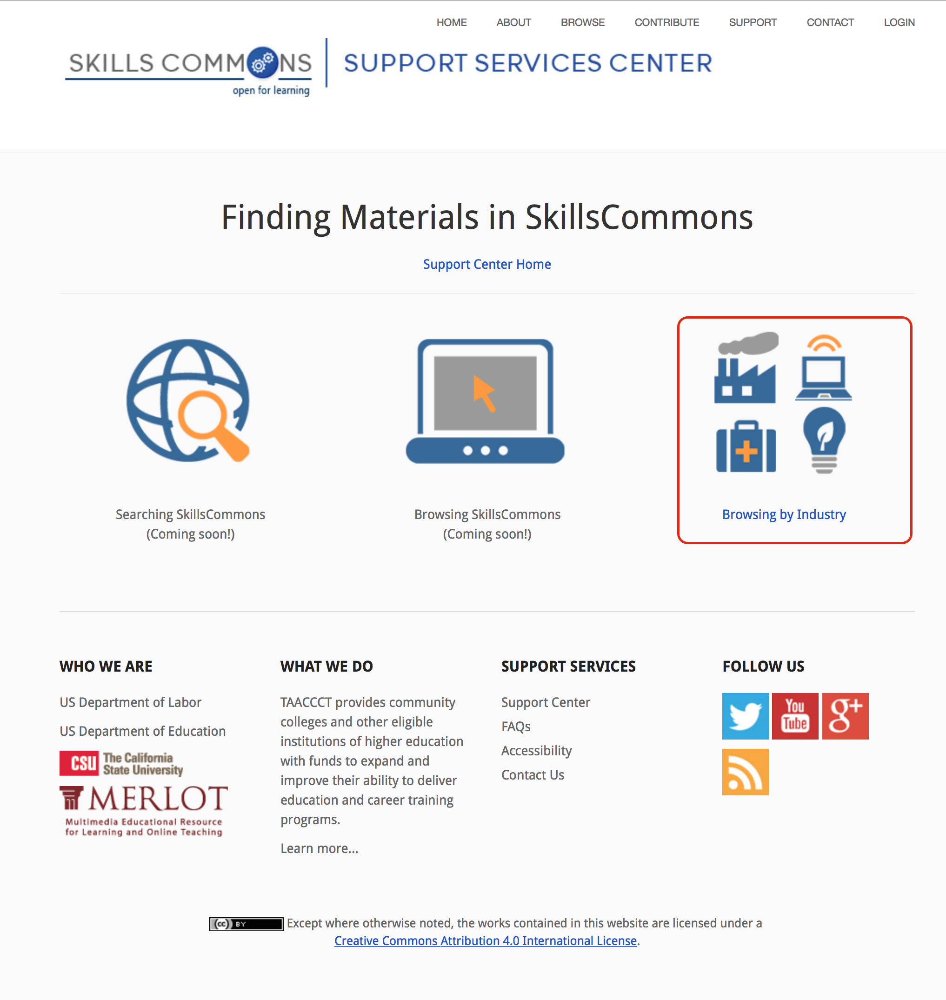 HOME ABOUT BROWSE CONTRIBUTE SUPPORT CONTACT LOGIN
SKILLS COMMONS
open for learning
SUPPORT SERVICES CENTER
Finding Materials in SkillsCommons
Support Center Home
Searching SkillsCommons
(Coming soon!)
Browsing SkillsCommons
(Coming soon!)
Browsing by Industry
WHO WE ARE
US Department of Labor
US Department of Education
CSU The California
State University
MERLOT
Multimedia Educational Resource
for Learning and Online Teaching
WHAT WE DO
TAACCCT provides community
colleges and other eligible
institutions of higher education
with funds to expand and
improve their ability to deliver
education and career training
programs.
Learn more...
SUPPORT SERVICES
Support Center
FAQs
Accessibility
Contact Us
FOLLOW US
You
Tube
g+
(cc) BY Except where otherwise noted, the works contained in this website are licensed under a
Creative Commons Attribution 4.0 International License.